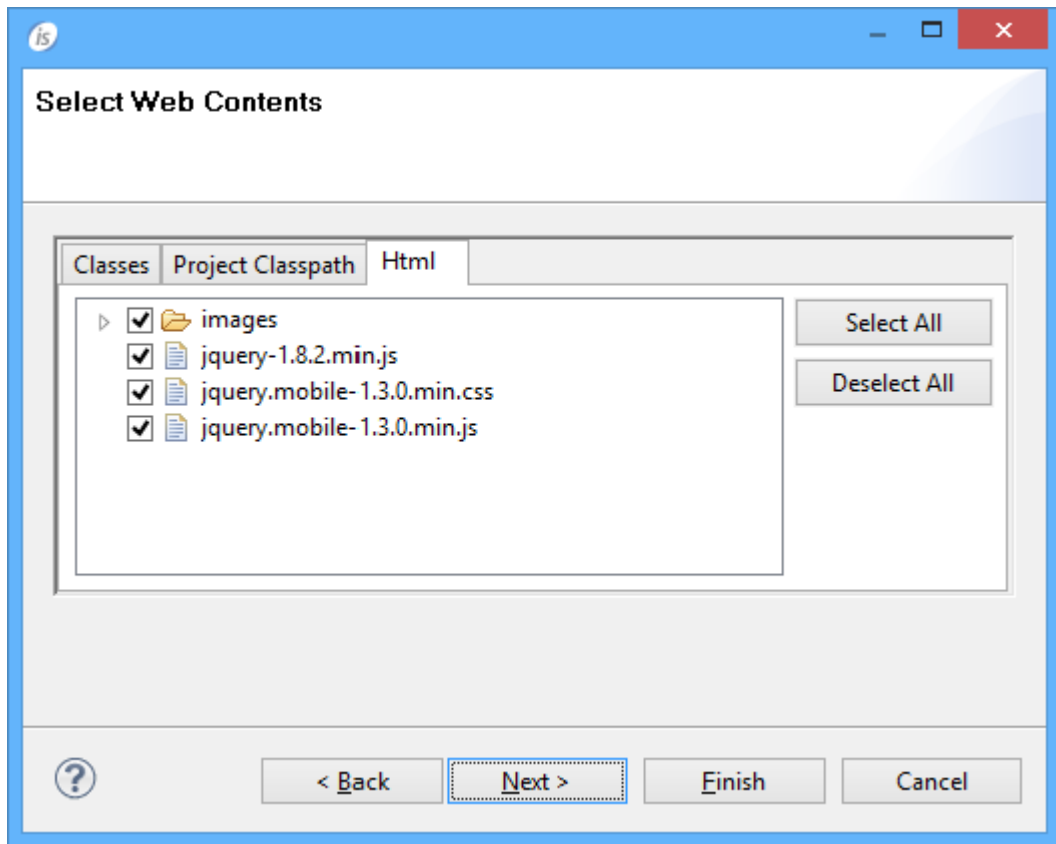 is
Select Web Contents
Classes Project Classpath Html
images
jquery-1.8.2.min.js
jquery.mobile-1.3.0.min.css
jquery.mobile-1.3.0.min.js
Select All
Deselect All
?
< Back Next > Finish Cancel